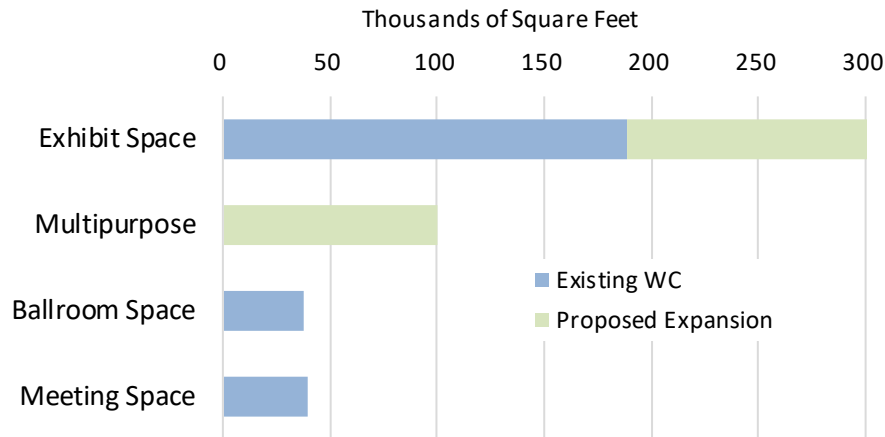 Thousands of Square Feet
0 50 100 150 200 250 300
Exhibit Space
Multipurpose
Ballroom Space
Meeting Space
Existing WC
Proposed Expansion